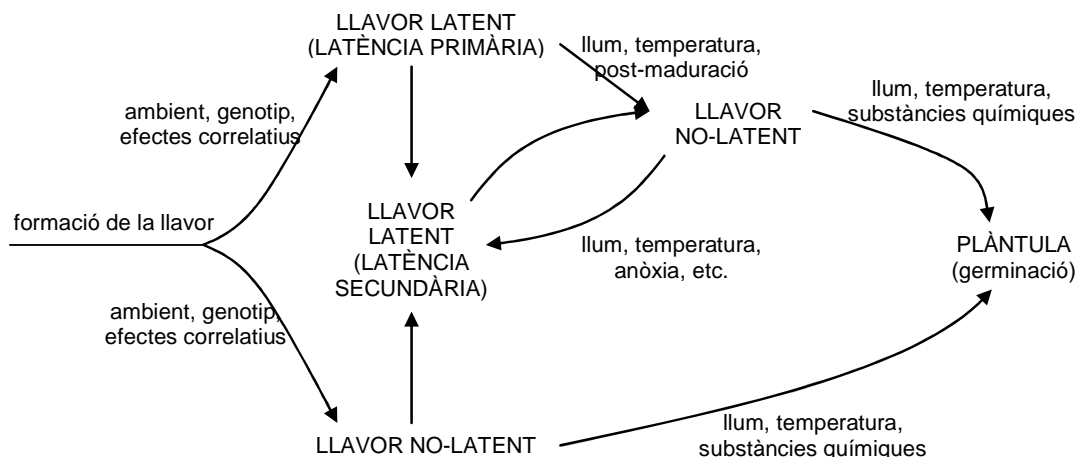 LLAVOR LATENT
(LATÈNCIA PRIMÀRIA)
llum, temperatura,
post-maduració
llum, temperatura,
substàncies químiques
ambient, genotip,
efectes correlatius
LLAVOR
NO-LATENT
formació de la llavor
LLAVOR
LATENT
(LATÈNCIA
SECUNDÀRIA)
llum, temperatura,
anòxia, etc.
PLÀNTULA
(germinació)
ambient, genotip,
efectes correlatius
LLAVOR NO-LATENT
llum, temperatura,
substàncies químiques